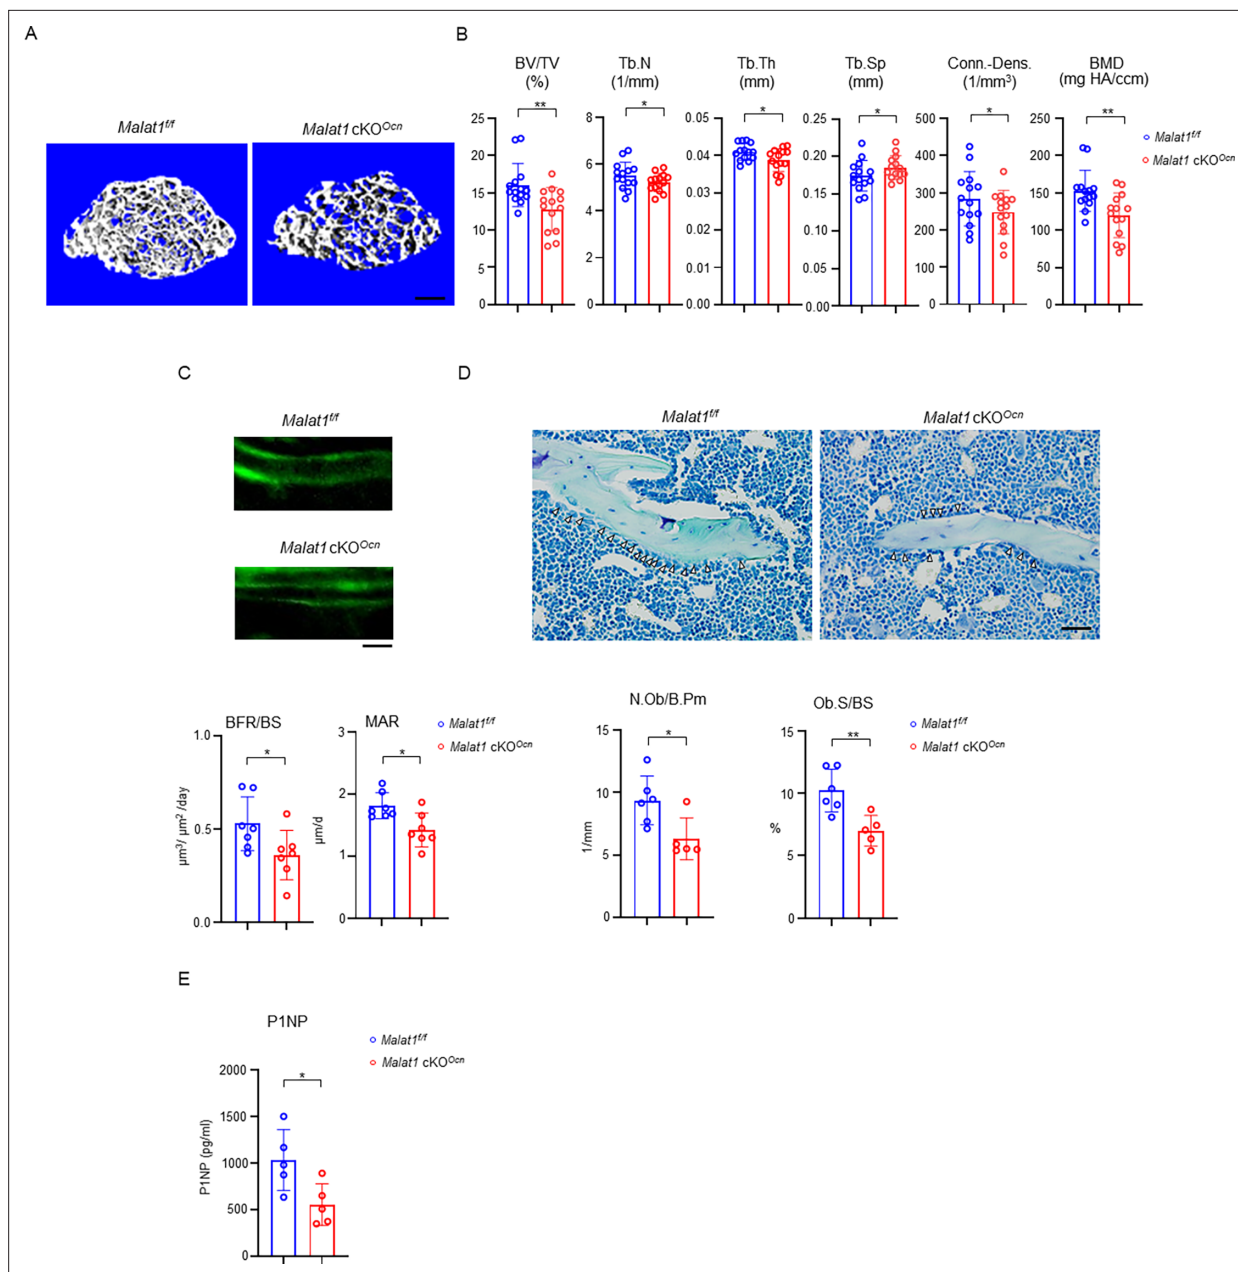 A
B
Malat1f/f
Malat1 cKOOcn
BV/TV
(%)
Tb.N
(1/mm)
Tb.Th
(mm)
Tb.Sp
(mm)
Conn.-Dens.
(1/mm3)
BMD
(mg HA/ccm)
** * * * * **
25
20
15
10
5
0
8
6
4
2
0
0.05
0.04
0.03
0.02
0.01
0.00
0.25
0.20
0.15
0.10
0.05
0.00
500
400
300
200
100
0
250
200
150
100
50
0
Malat1f/f
Malat1 cKOOcn
C
Malat1f/f
Malat1 cKOOcn
D
Malat1f/f
Malat1 cKOOcn
BFR/BS
*
1.0
0.5
0.0
µm3/ µm2 /day
MAR
*
3
2
1
0
µm/d
Malat1f/f
Malat1 cKOOcn
N.Ob/B.Pm
*
15
10
5
0
1/mm
Ob.S/BS
**
15
10
5
0
%
Malat1f/f
Malat1 cKOOcn
E
P1NP
*
2000
1500
1000
500
0
P1NP (pg/ml)
Malat1f/f
Malat1 cKOOcn